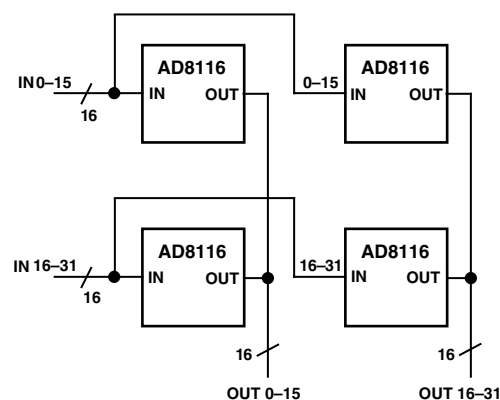 AD8116 AD8116
IN 0–15 IN OUT 0–15 IN OUT
16
AD8116 AD8116
IN 16–31 IN OUT 16–31 IN OUT
16
16 16
OUT 0–15 OUT 16–31